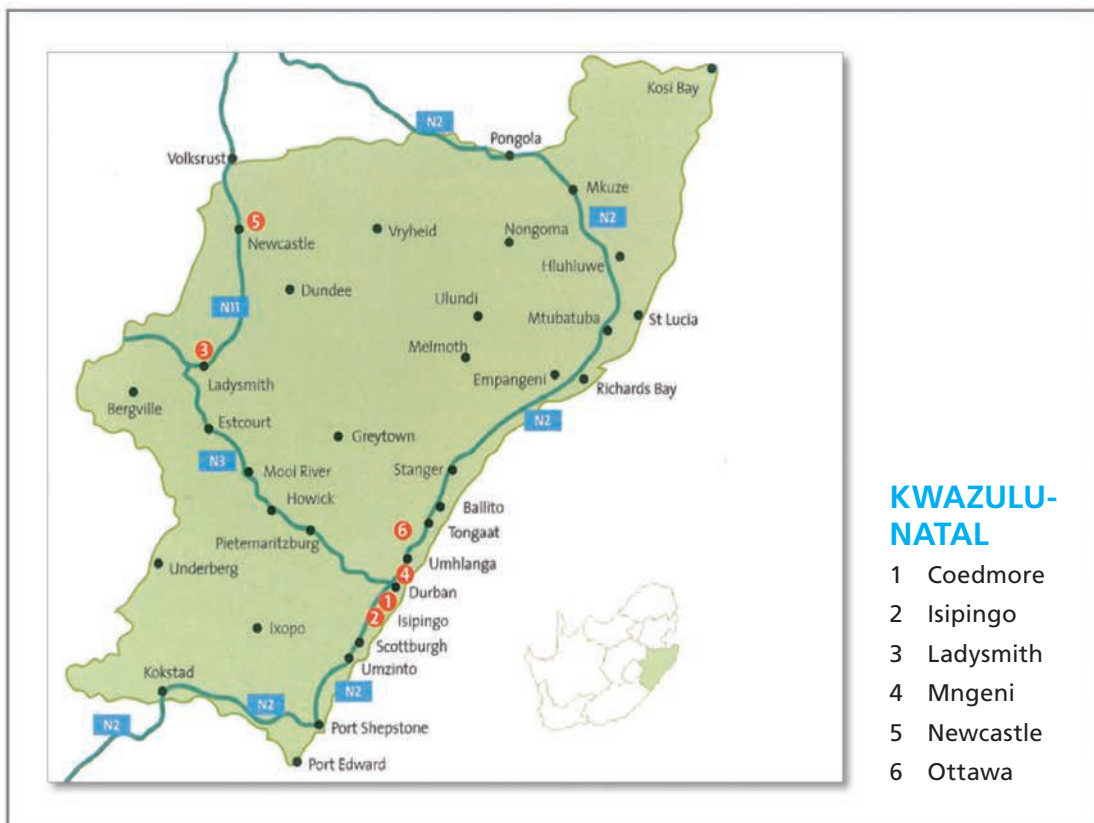 Kosi Bay
N2
Pongola
Volksrust
Mkuze
N2
5
Newcastle
Vryheid
Nongoma
Hluhluwe
Dundee
N11
Ulundi
Mtubatuba
St Lucia
3
Ladysmith
Melmoth
Empangeni
Richards Bay
Bergville
N2
Estcourt
Greytown
N3
Mooi River
Stanger
Howick
Ballito
6
Tongaat
Pietermaritzburg
Umhlanga
Underberg
4
Durban
1
Isipingo
2
Ixopo
Scottburgh
Umzinto
Kokstad
N2
N2
N2
Port Shepstone
Port Edward
KWAZULU-
NATAL
1 Coedmore
2 Isipingo
3 Ladysmith
4 Mngeni
5 Newcastle
6 Ottawa